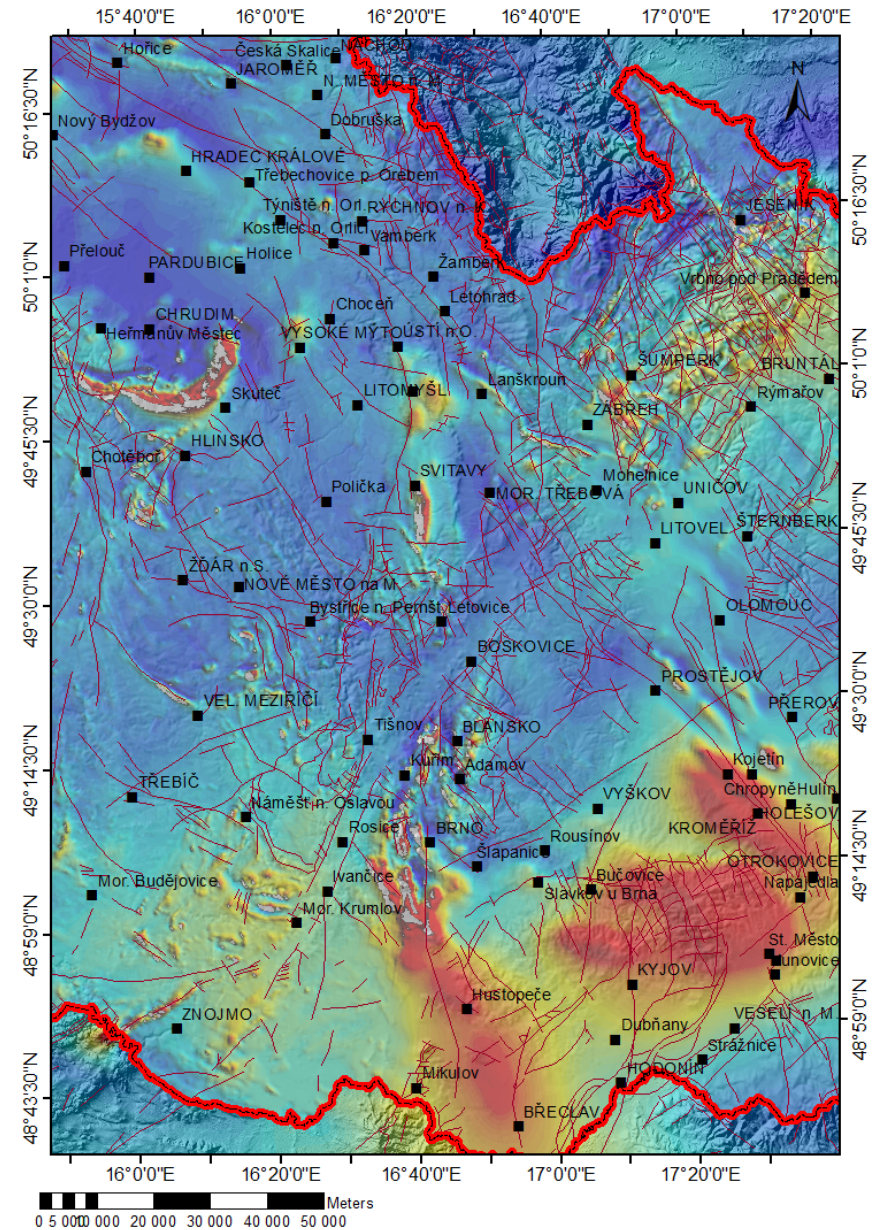 15°40'0"E 16°0'0"E 16°20'0"E 16°40'0"E 17°0'0"E 17°20'0"E
N
Hořice
Česká Skalice
NÁCHOD
JAROMĚŘ
N. MĚSTO n. M.
50°16'30"N
Nový Bydžov
Dobruška
HRADEC KRÁLOVÉ
Třebechovice p. Orebem
50°16'30"N
Týniště n. Orl.
RYCHNOV n. K.
JESENÍK
Kostelec n. Orlicí
Vamberk
Přelouč
PARDUBICE
Holice
Žamberk
Vrbno pod Pradědem
50°1'0"N
Letohrad
Choceň
CHRUDIM
Heřmanův Městec
VYSOKÉ MÝTO
ÚSTÍ n.O.
50°1'0"N
ŠUMPERK
BRUNTÁL
Lanškroun
Skuteč
LITOMYŠL
Rýmařov
ZÁBŘEH
49°45'30"N
HLINSKO
Chotěboř
SVITAVY
Mohelnice
MOR. TŘEBOVÁ
UNIČOV
Polička
49°45'30"N
LITOVEL
ŠTERNBERK
ŽĎÁR n.S.
NOVÉ MĚSTO na M.
49°30'0"N
Bystřice n. Pernšt.
Letovice
OLOMOUC
BOSKOVICE
49°30'0"N
PROSTĚJOV
VEL. MEZIŘÍČÍ
PŘEROV
Tišnov
BLANSKO
49°14'30"N
Kuřim
Adamov
Kojetín
TŘEBÍČ
Chropyně
Hulín
Náměšť n. Oslavou
VYŠKOV
HOLEŠOV
KROMĚŘÍŽ
Rosice
BRNO
Rousínov
49°14'30"N
Šlapanice
OTROKOVICE
Mor. Budějovice
Ivančice
Bučovice
Slavkov u Brna
Napajedla
48°59'0"N
Mor. Krumlov
St. Město
Kunovice
KYJOV
Hustopeče
48°59'0"N
ZNOJMO
VESELÍ n. M.
Dubňany
Strážnice
48°43'30"N
Mikulov
HODONÍN
BŘECLAV
16°0'0"E 16°20'0"E 16°40'0"E 17°0'0"E 17°20'0"E
Meters
0 5 000 10 000 20 000 30 000 40 000 50 000